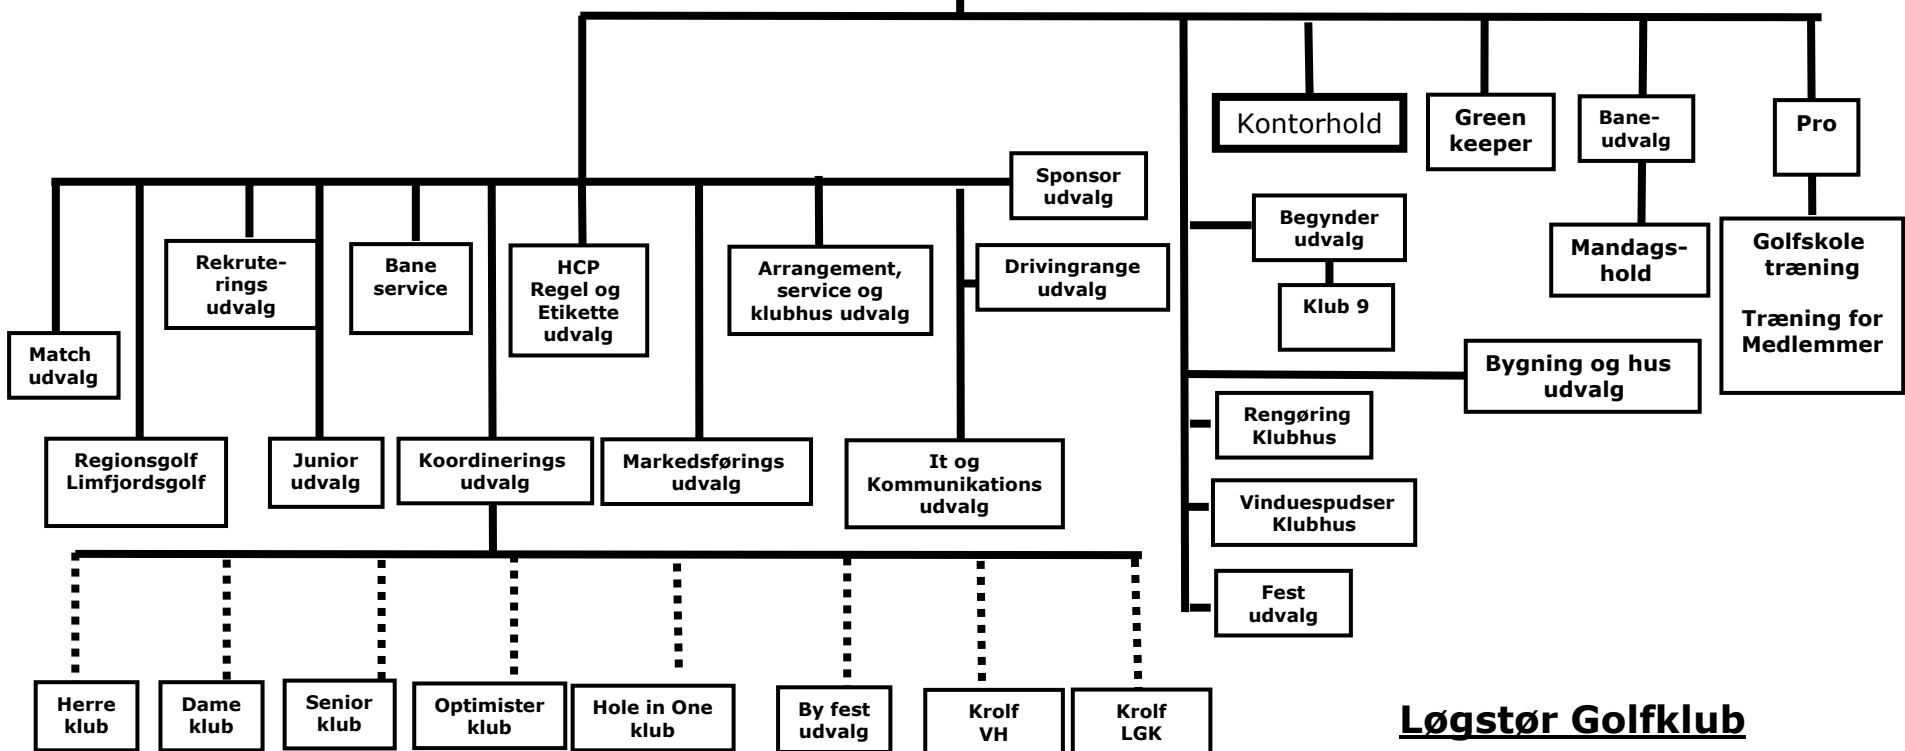 Kontorhold
Green
keeper
Bane-
udvalg
Pro
Sponsor
udvalg
Begynder
udvalg
Klub 9
Mandags-
hold
Golfskole
træning
Træning for
Medlemmer
Rekrute-
rings
udvalg
Bane
service
HCP
Regel og
Etikette
udvalg
Arrangement,
service og
klubhus udvalg
Drivingrange
udvalg
Match
udvalg
Bygning og hus
udvalg
Rengøring
Klubhus
Regionsgolf
Limfjordsgolf
Junior
udvalg
Koordinerings
udvalg
Markedsførings
udvalg
It og
Kommunikations
udvalg
Vinduespudser
Klubhus
Fest
udvalg
Herre
klub
Dame
klub
Senior
klub
Optimister
klub
Hole in One
klub
By fest
udvalg
Krolf
VH
Krolf
LGK
Løgstør Golfklub